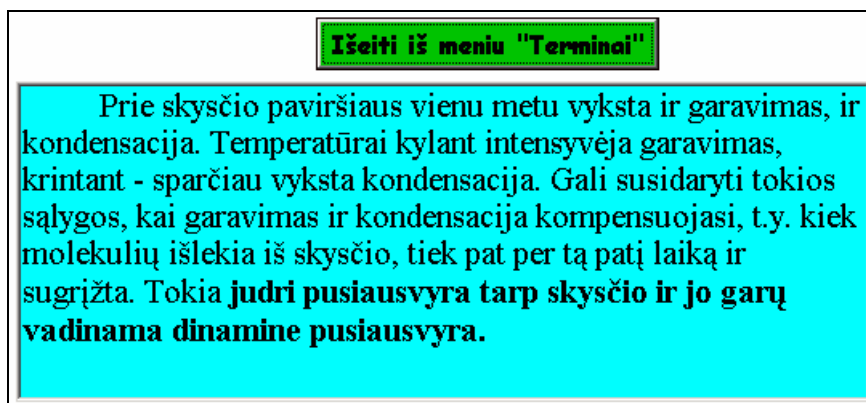 Išeiti iš meniu "Terminai"
Prie skysčio paviršiaus vienu metu vyksta ir garavimas, ir
kondensacija. Temperatūrai kylant intensyvėja garavimas,
krintant - sparčiau vyksta kondensacija. Gali susidaryti tokios
sąlygos, kai garavimas ir kondensacija kompensuojasi, t.y. kiek
molekulių išlekia iš skysčio, tiek pat per tą patį laiką ir
sugrįžta. Tokia judri pusiausvyra tarp skysčio ir jo garų
vadinama dinamine pusiausvyra.